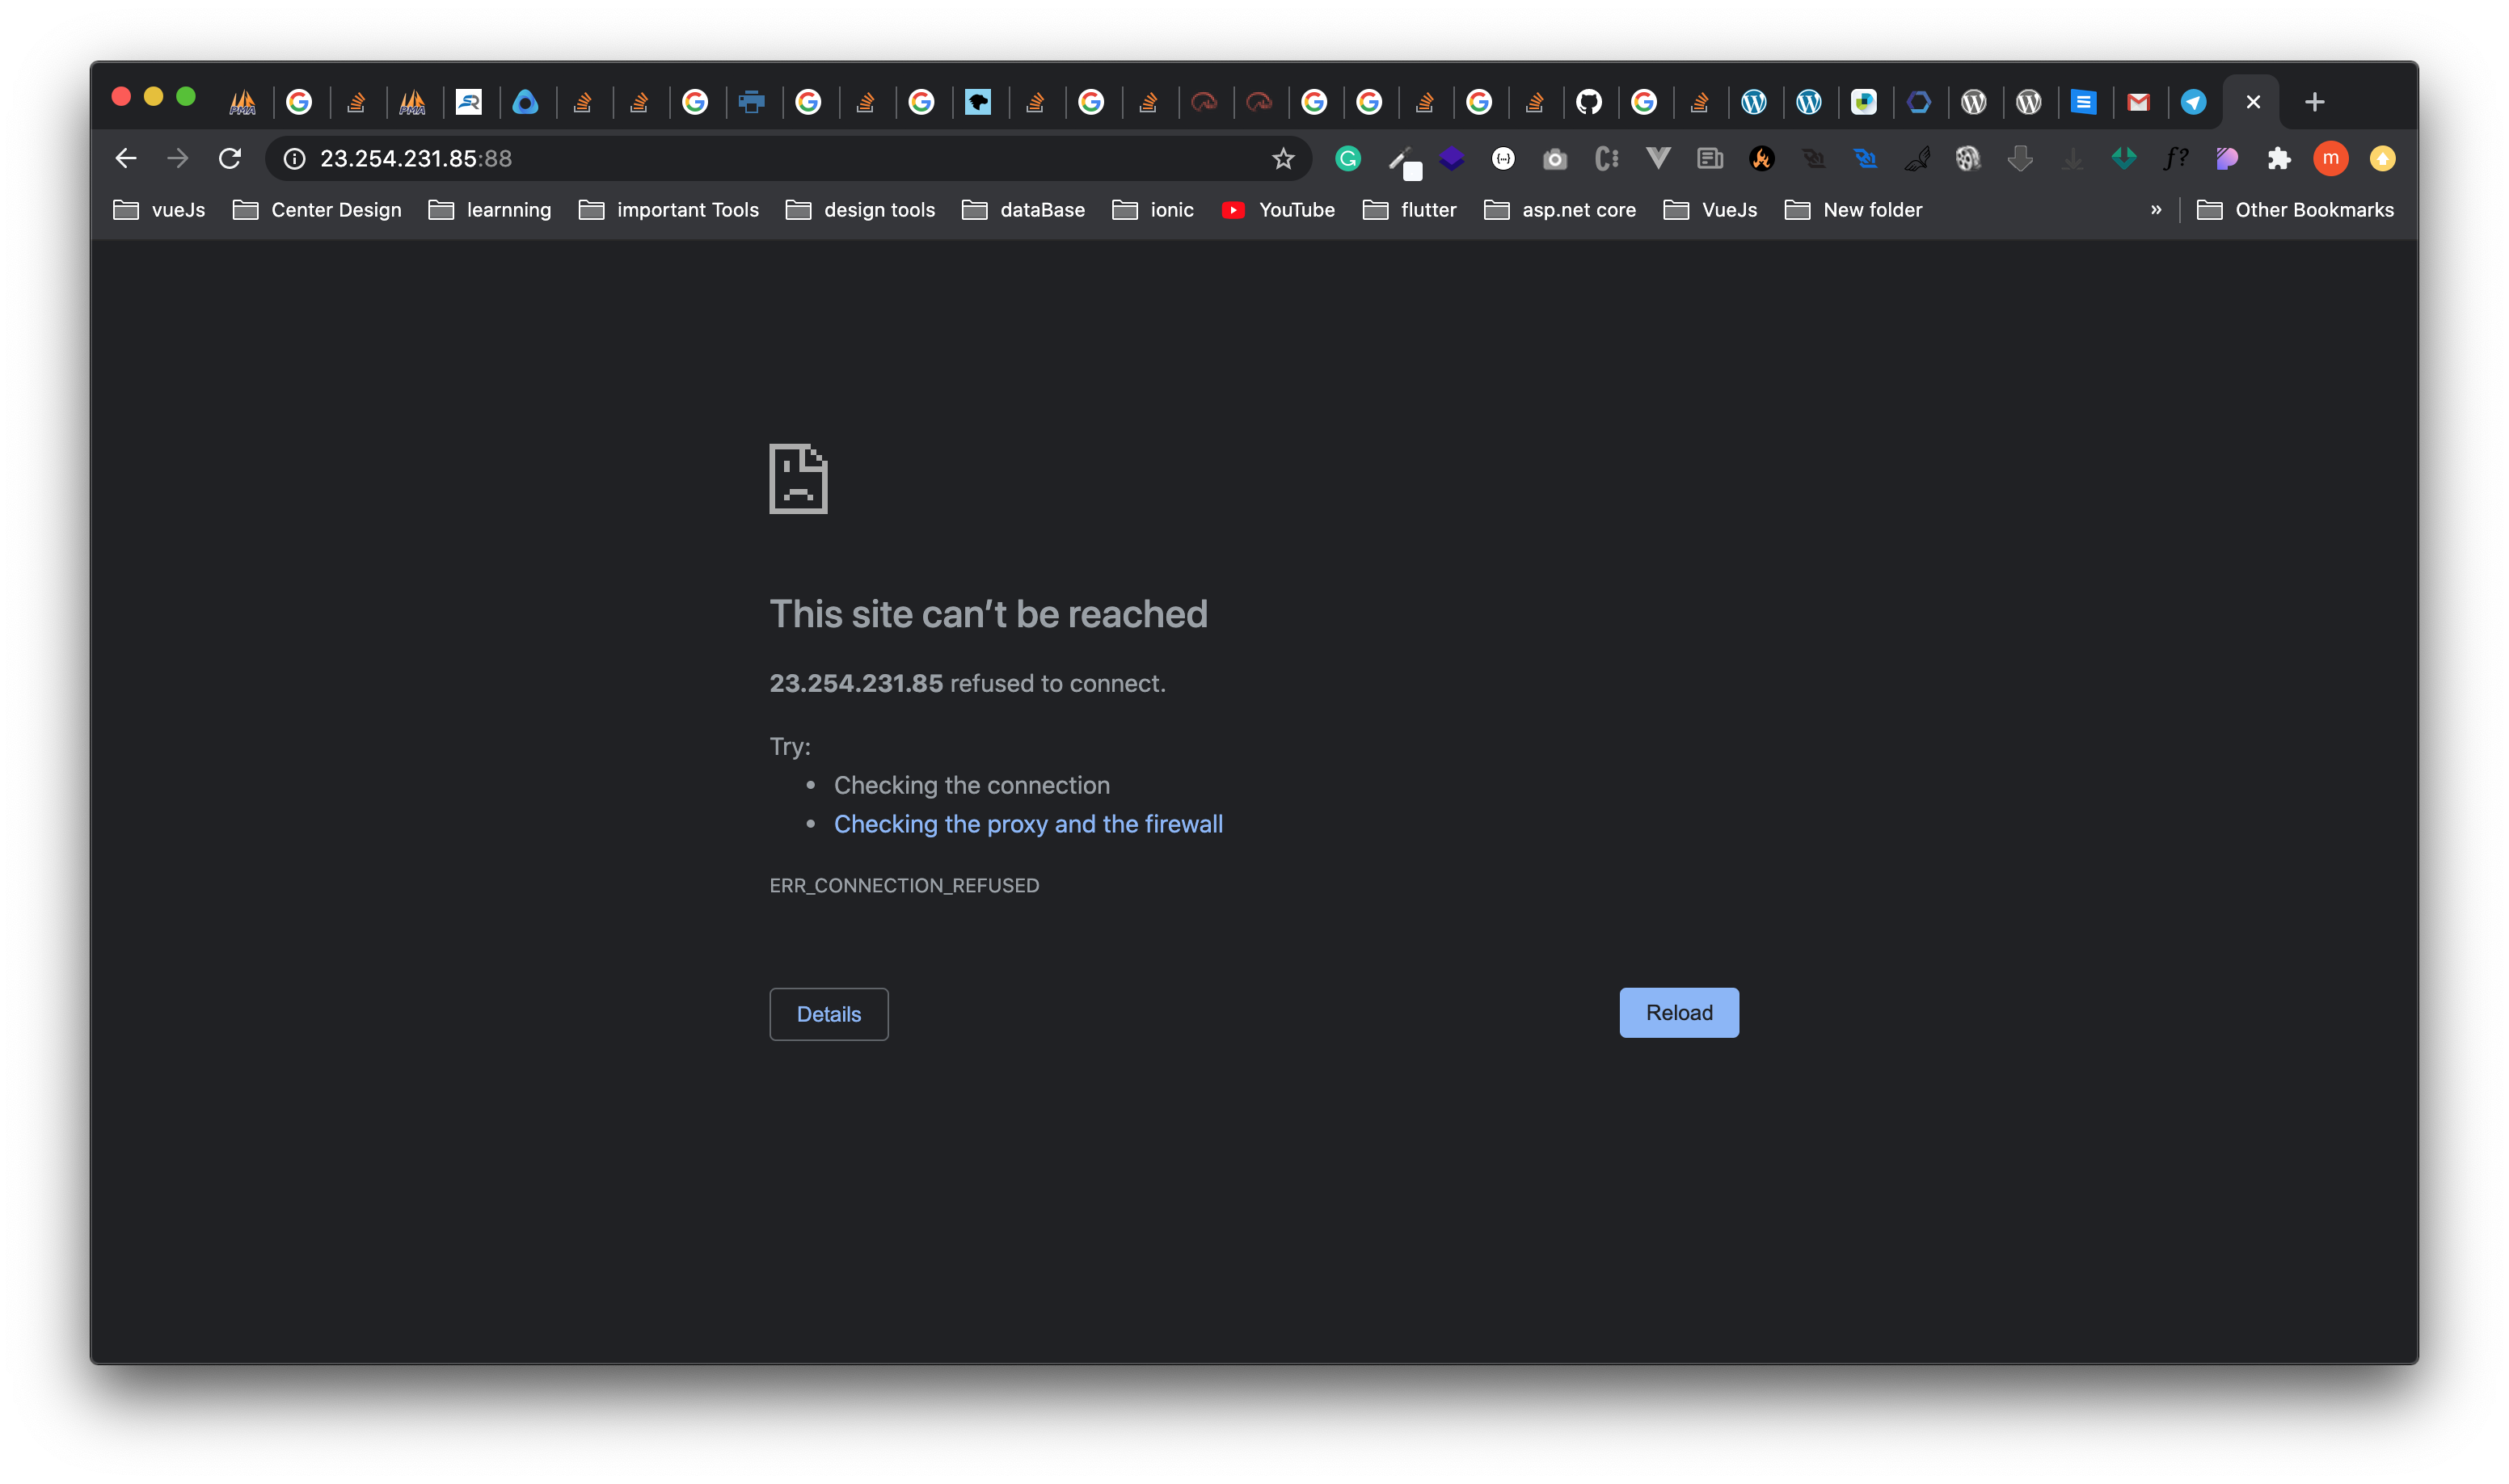 23.254.231.85:88
m
vueJs Center Design learnning important Tools design tools dataBase ionic YouTube flutter asp.net core VueJs New folder » Other Bookmarks
This site can’t be reached
23.254.231.85 refused to connect.
Try:
• Checking the connection
• Checking the proxy and the firewall
ERR_CONNECTION_REFUSED
Details Reload